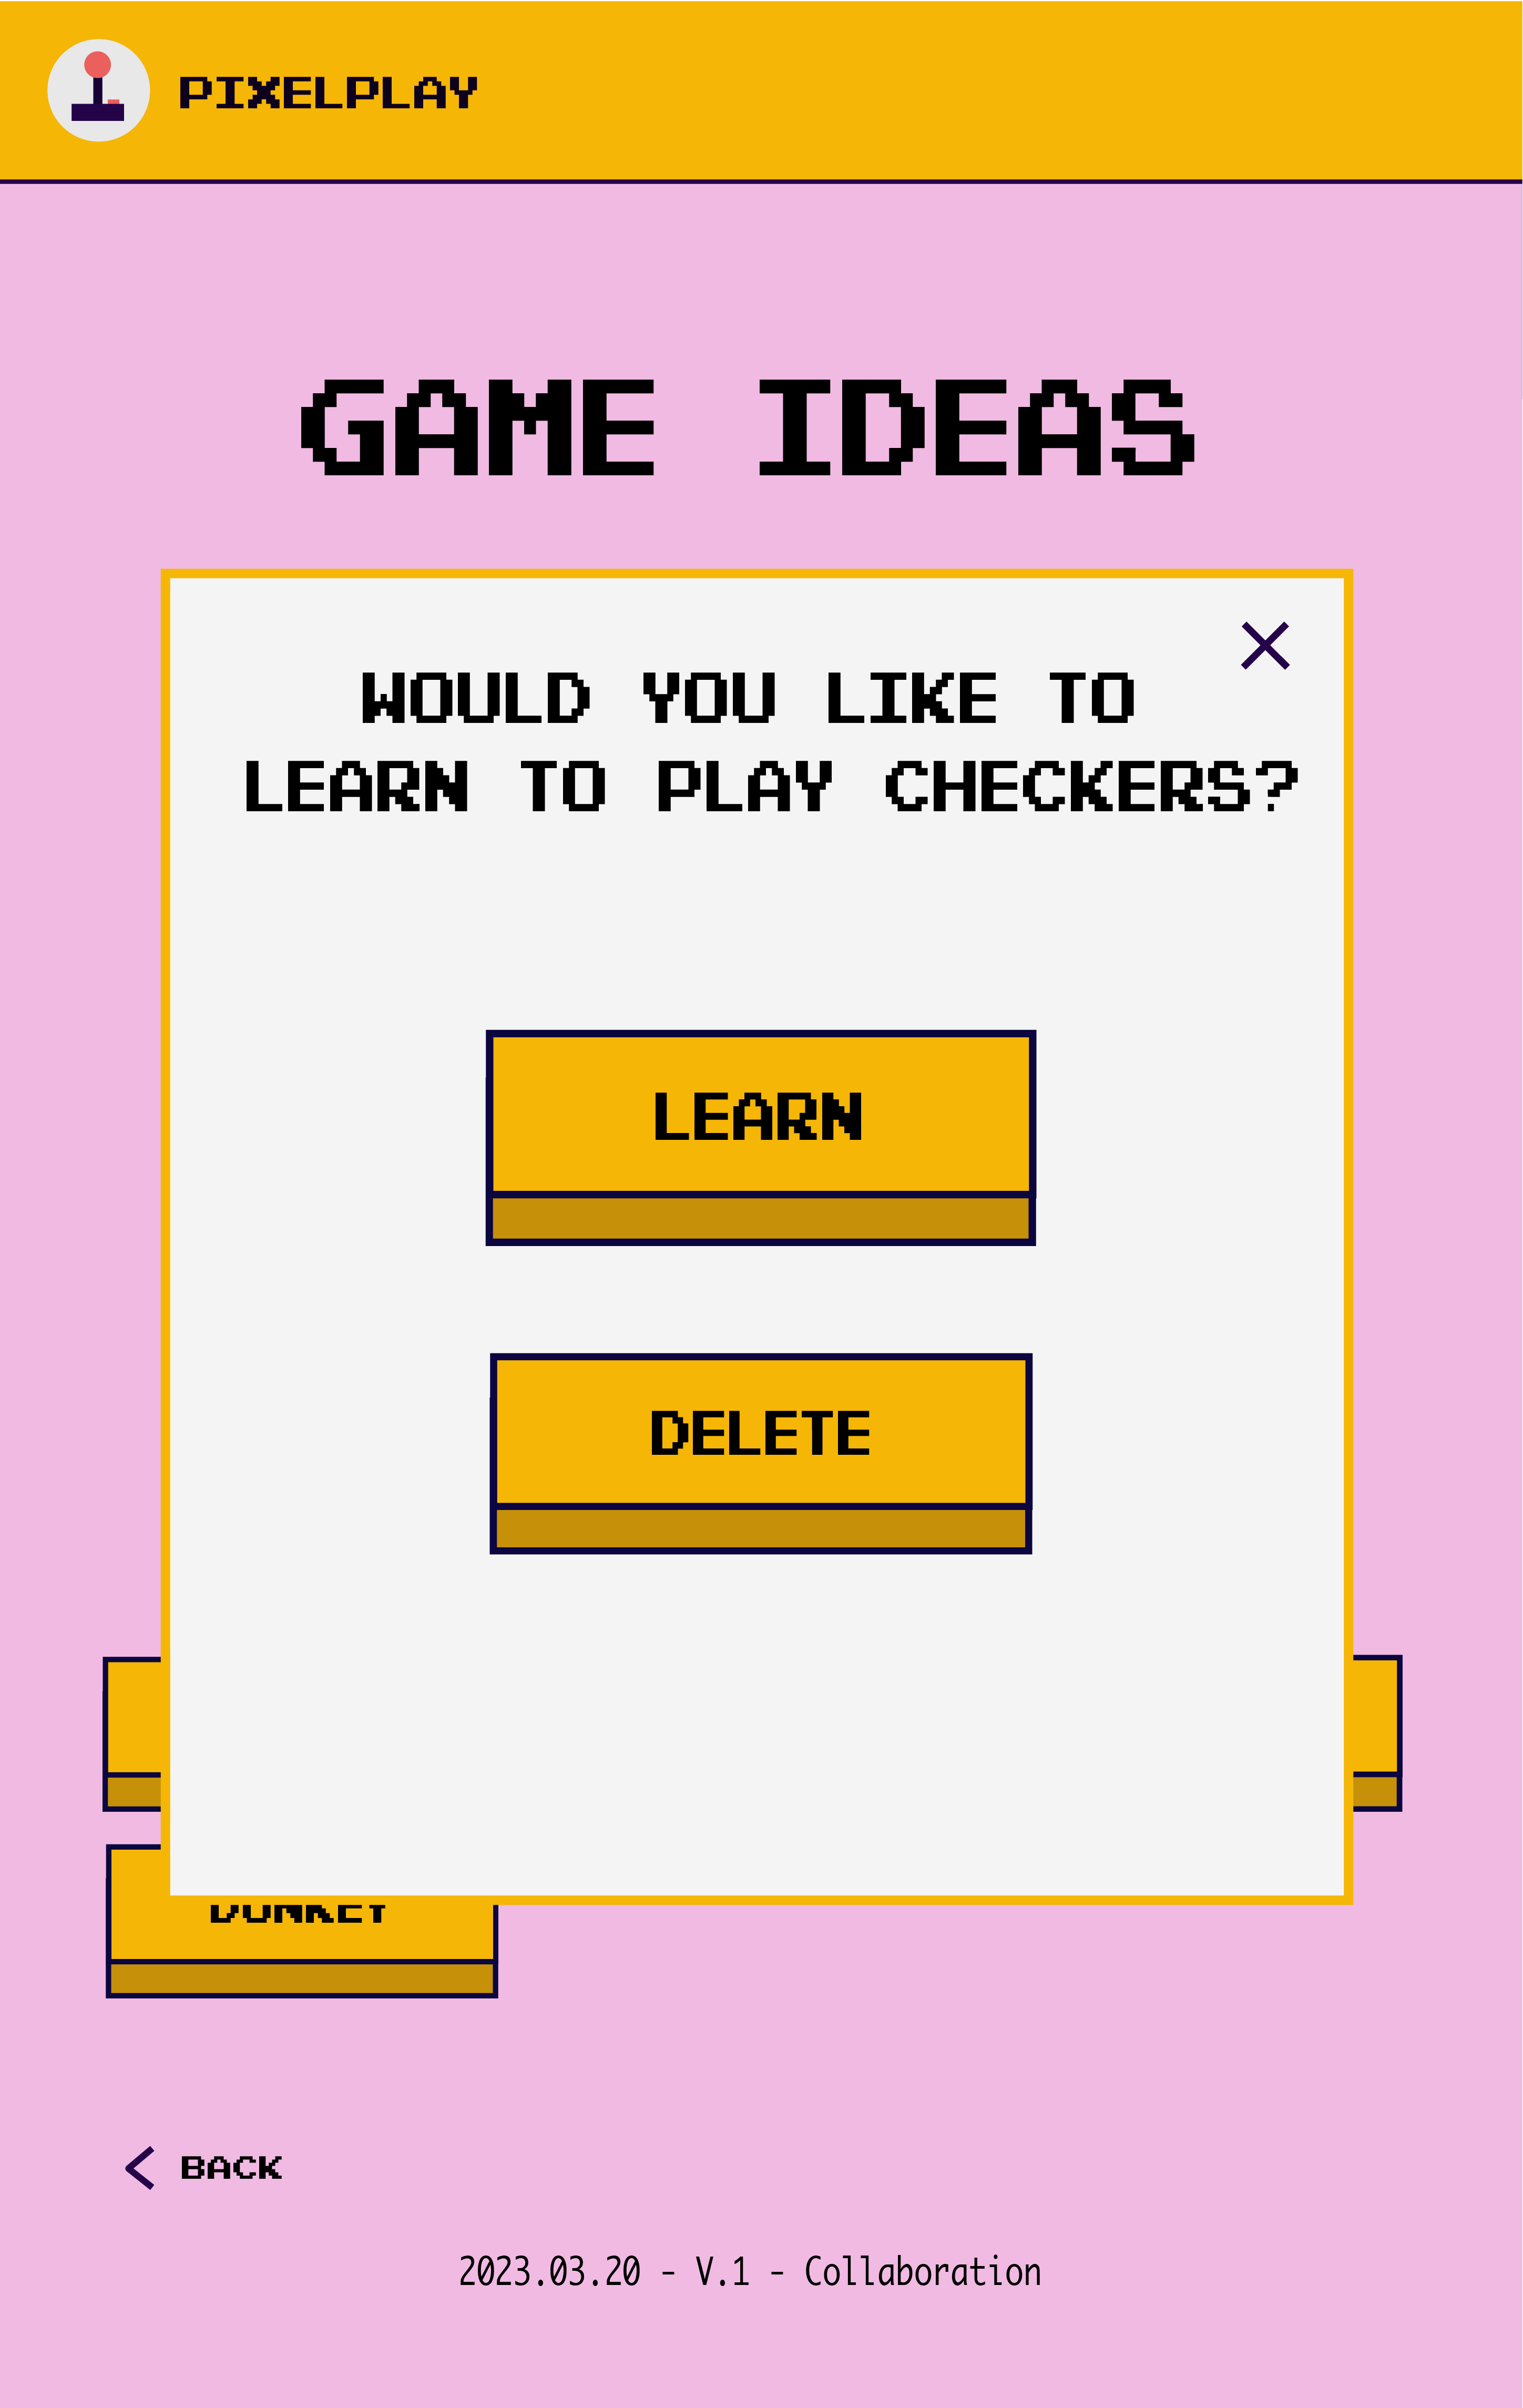 PIXELPLAY
GAME IDEAS
WOULD YOU LIKE TO
LEARN TO PLAY CHECKERS?
LEARN
DELETE
BACK
2023.03.20 - V.1 - Collaboration